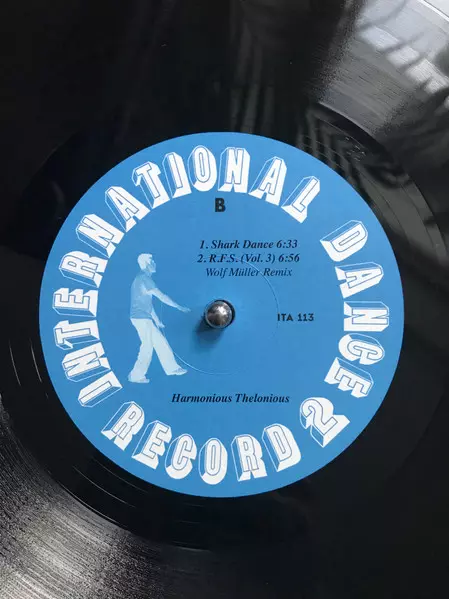 INTERNATIONAL DANCE RECORD 2
B
1. Shark Dance 6:33
2. R.F.S. (Vol. 3) 6:56
Wolf Müller Remix
ITA 113
Harmonious Thelonious